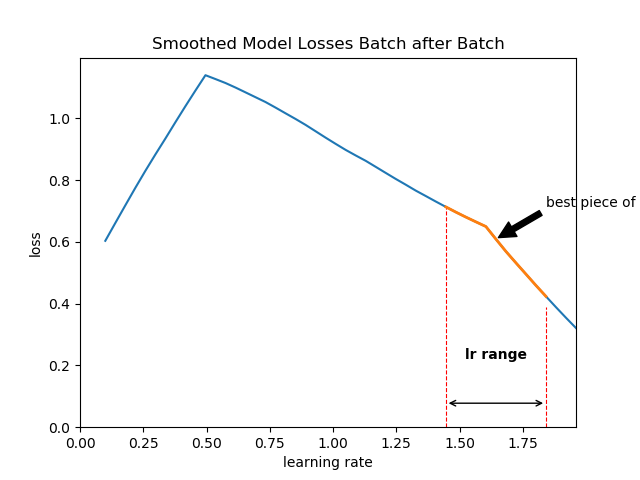 Smoothed Model Losses Batch after Batch
1.0
0.8
0.6
0.4
0.2
0.0
loss
best piece of
lr range
0.00 0.25 0.50 0.75 1.00 1.25 1.50 1.75
learning rate